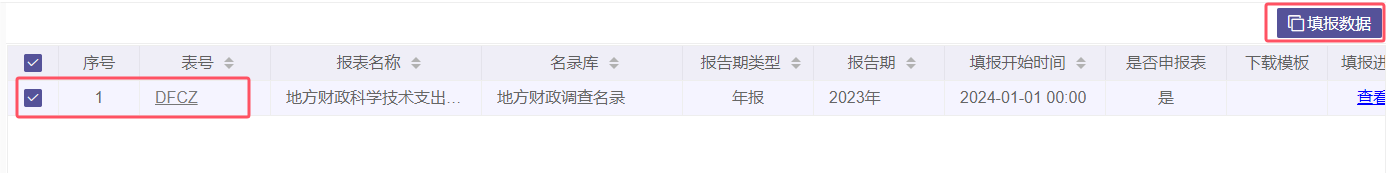 填报数据
序号 表号 报表名称 名录库 报告期类型 报告期 填报开始时间 是否申报表 下载模板 填报进
1 DFCZ 地方财政科学技术支出... 地方财政调查名录 年报 2023年 2024-01-01 00:00 是 查看